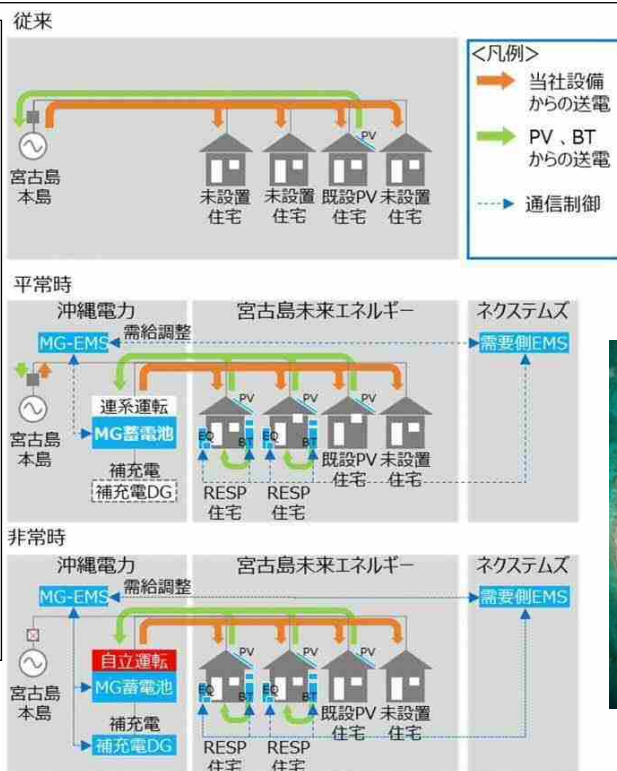 従来
<凡例>
当社設備
からの送電
PV 、BT
からの送電
通信制御
PV
宮古島
本島
未設置
住宅
未設置
住宅
既設PV
住宅
未設置
住宅
平常時
沖縄電力
宮古島未来エネルギー
ネクステムズ
MG-EMS
需給調整
需要側EMS
連系運転
MG蓄電池
補充電
補充電DG
宮古島
本島
PV
PV
PV
EQ
BT
EQ
BT
RESP
住宅
RESP
住宅
既設PV
住宅
未設置
住宅
非常時
沖縄電力
宮古島未来エネルギー
ネクステムズ
MG-EMS
需給調整
需要側EMS
自立運転
MG蓄電池
補充電
補充電DG
宮古島
本島
PV
PV
PV
EQ
BT
EQ
BT
RESP
住宅
RESP
住宅
既設PV
住宅
未設置
住宅